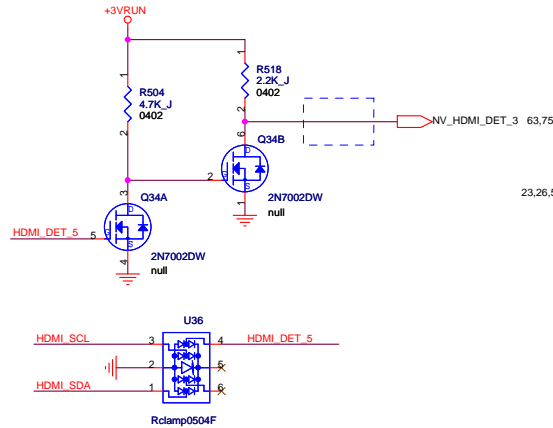 +3VRUN
R504
4.7K_J
0402
1
2
R518
2.2K_J
0402
1
2
NV_HDMI_DET_3 63,75
Q34B
6
D
2
S
1
2N7002DW
null
23,26,5
Q34A
3
D
HDMI_DET_5 5
S
4
2N7002DW
null
U36
HDMI_SCL 3 4 HDMI_DET_5
2 5
HDMI_SDA 1 6
Rclamp0504F